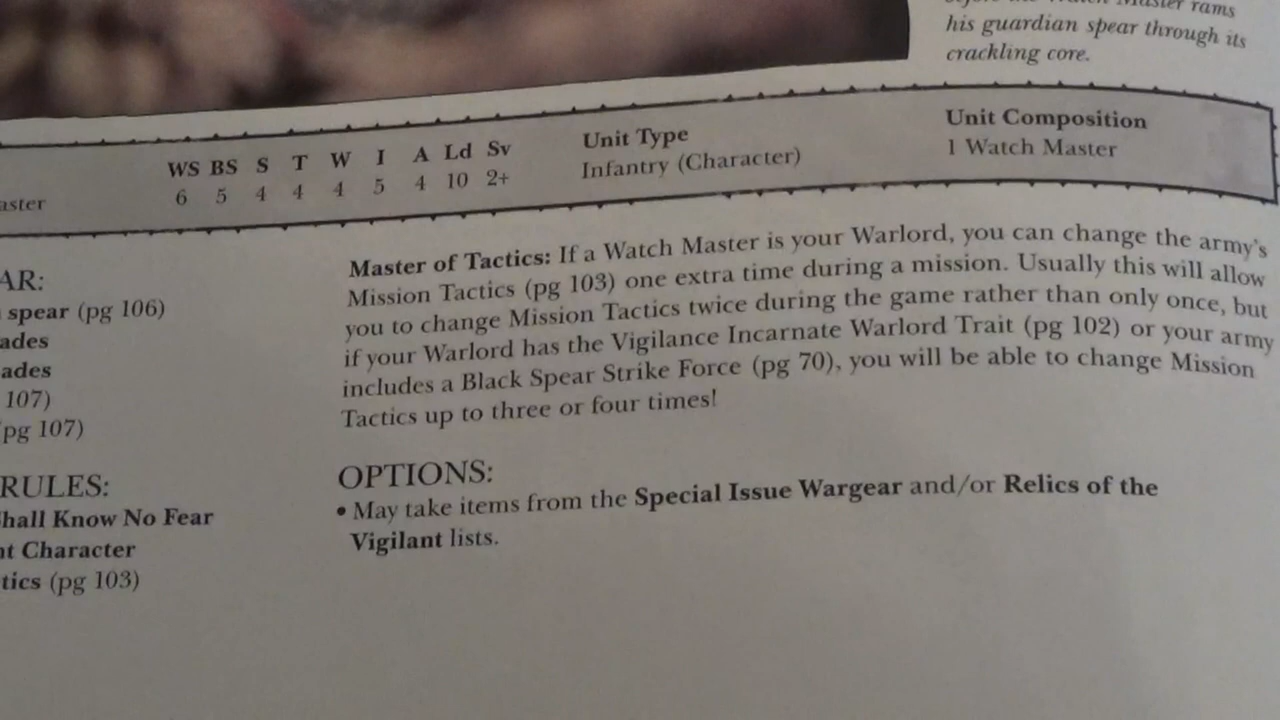 Master rams
his guardian spear through its
crackling core.
WS BS S T W I A Ld Sv
6 5 4 4 4 5 4 10 2+
Unit Type
Infantry (Character)
Unit Composition
1 Watch Master
aster
AR:
spear (pg 106)
ades
ades
107)
(pg 107)
RULES:
Shall Know No Fear
nt Character
tics (pg 103)
Master of Tactics: If a Watch Master is your Warlord, you can change the army's
Mission Tactics (pg 103) one extra time during a mission. Usually this will allow
you to change Mission Tactics twice during the game rather than only once, but
if your Warlord has the Vigilance Incarnate Warlord Trait (pg 102) or your army
includes a Black Spear Strike Force (pg 70), you will be able to change Mission
Tactics up to three or four times!
OPTIONS:
• May take items from the Special Issue Wargear and/or Relics of the
Vigilant lists.